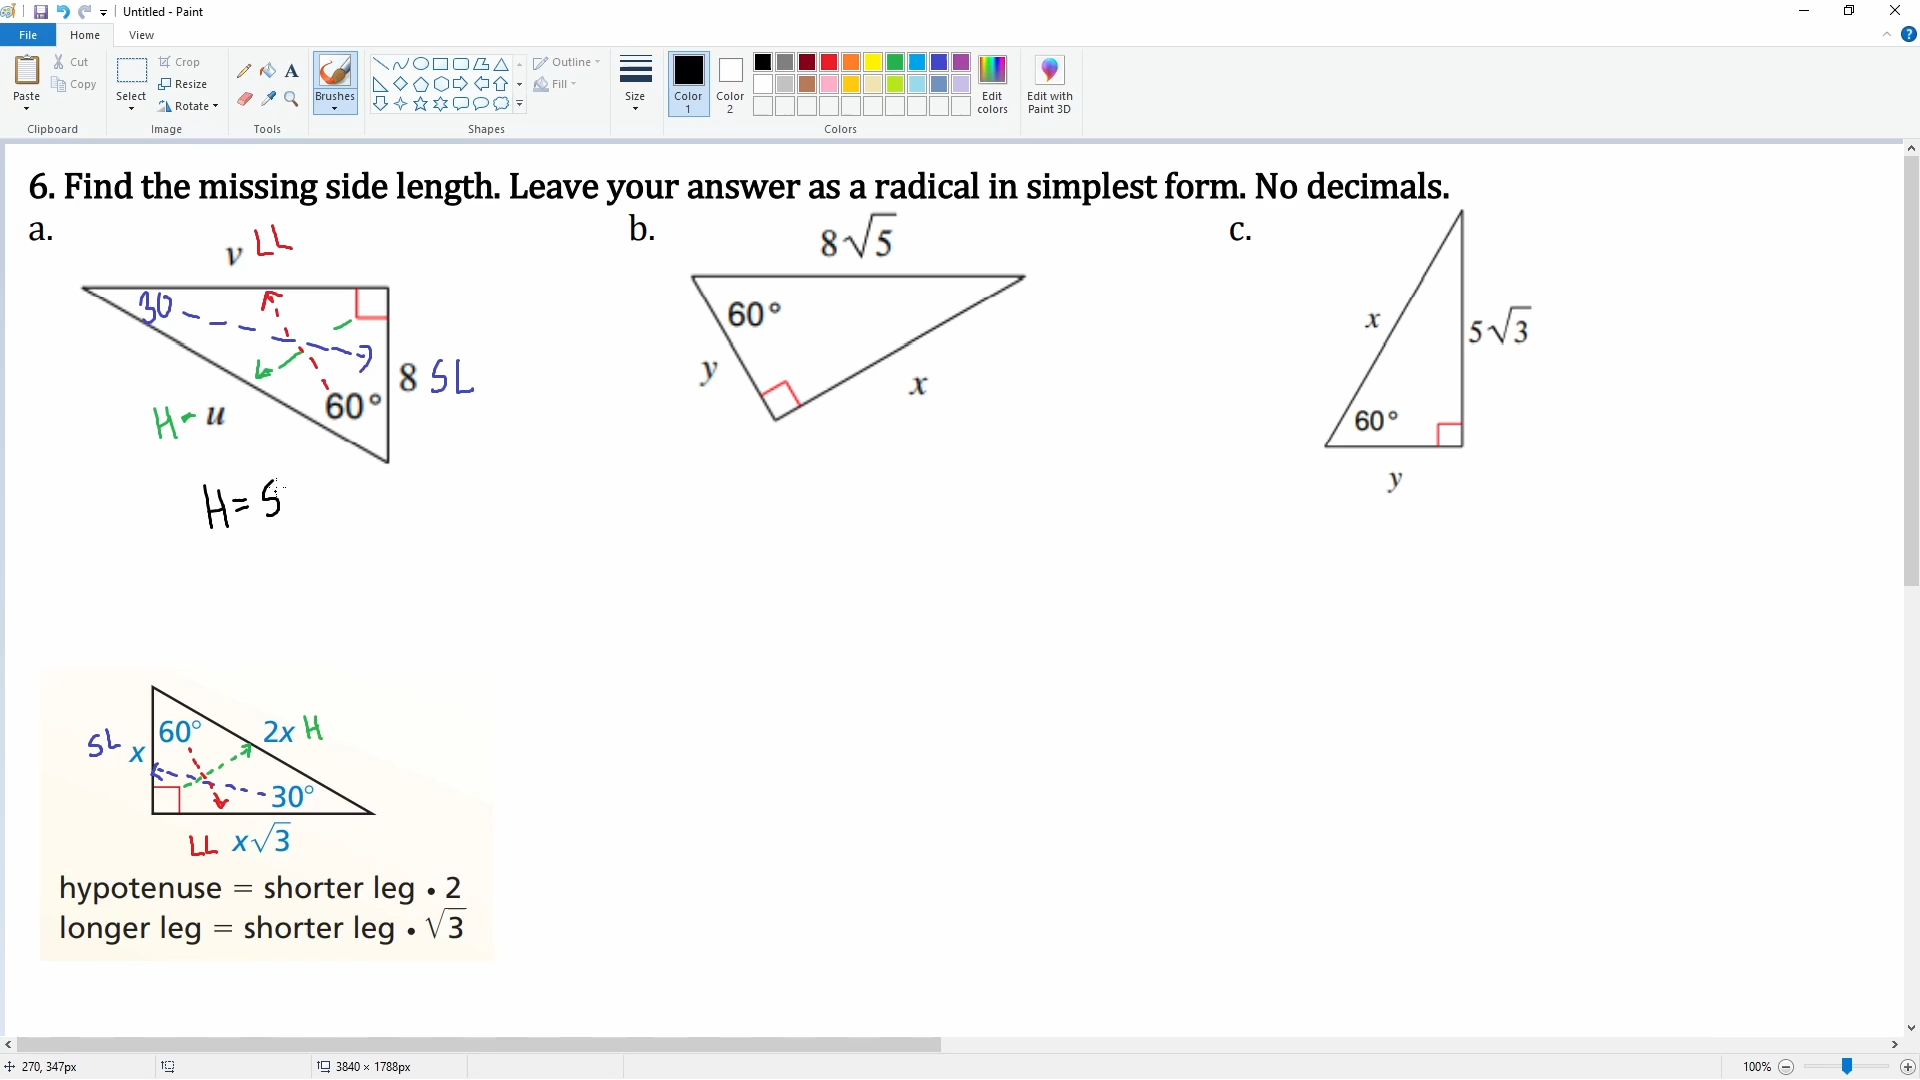 Untitled - Paint
File Home View
Paste Cut Copy Select Crop Resize Rotate A Brushes Outline Fill Size Color 1 Color 2 Edit colors Edit with Paint 3D
Clipboard Image Tools Shapes Colors
6. Find the missing side length. Leave your answer as a radical in simplest form. No decimals.
a.
v LL
30
60°
8 SL
H - u
H = S
b.
8√5
60°
y
x
c.
x
5√3
60°
y
SL x
60°
2x H
30°
LL x√3
hypotenuse = shorter leg • 2
longer leg = shorter leg • √3
270, 347px
3840 × 1788px
100%